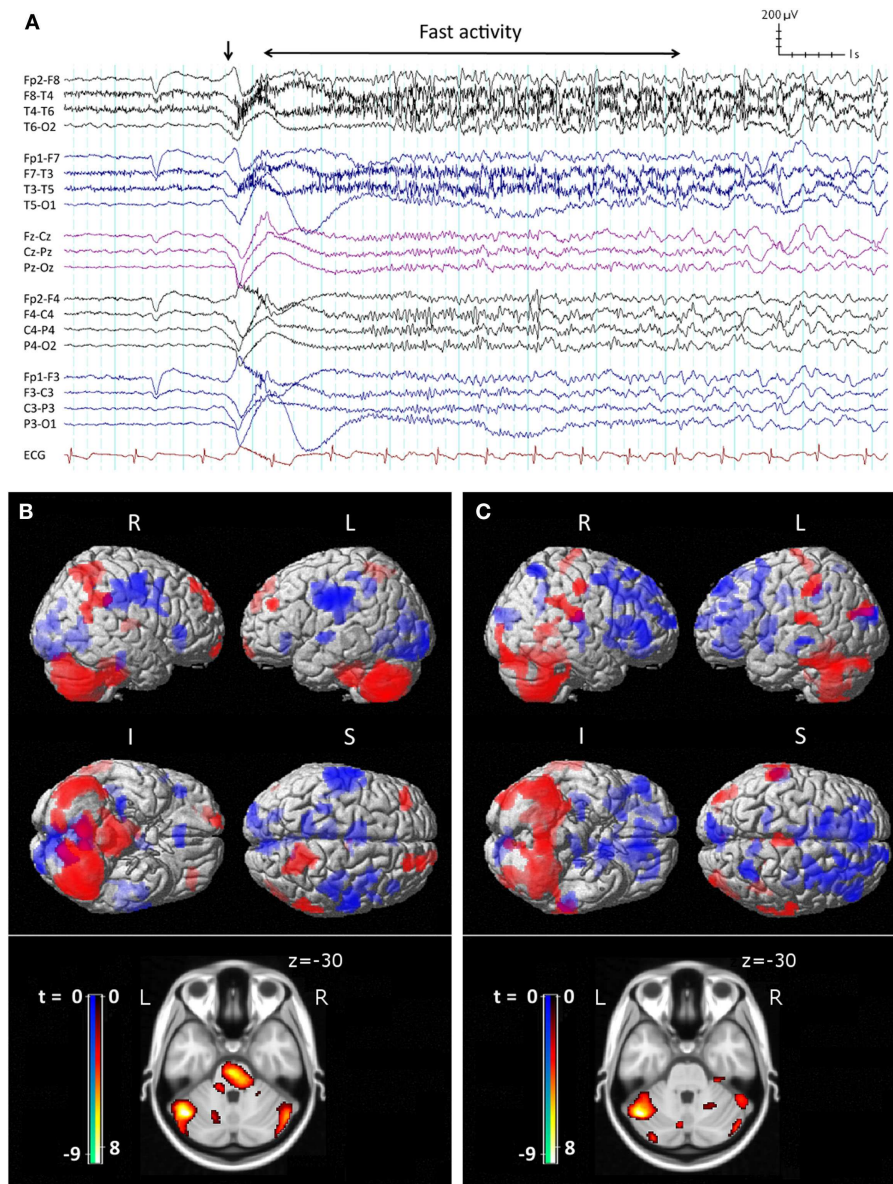 A
Fast activity
200 µV
1 s
Fp2-F8
F8-T4
T4-T6
T6-O2
Fp1-F7
F7-T3
T3-T5
T5-O1
Fz-Cz
Cz-Pz
Pz-Oz
Fp2-F4
F4-C4
C4-P4
P4-O2
Fp1-F3
F3-C3
C3-P3
P3-O1
ECG
B
R L
I S
z=-30
t = 0 0 L R
-9 8
C
R L
I S
z=-30
t = 0 0 L R
-9 8